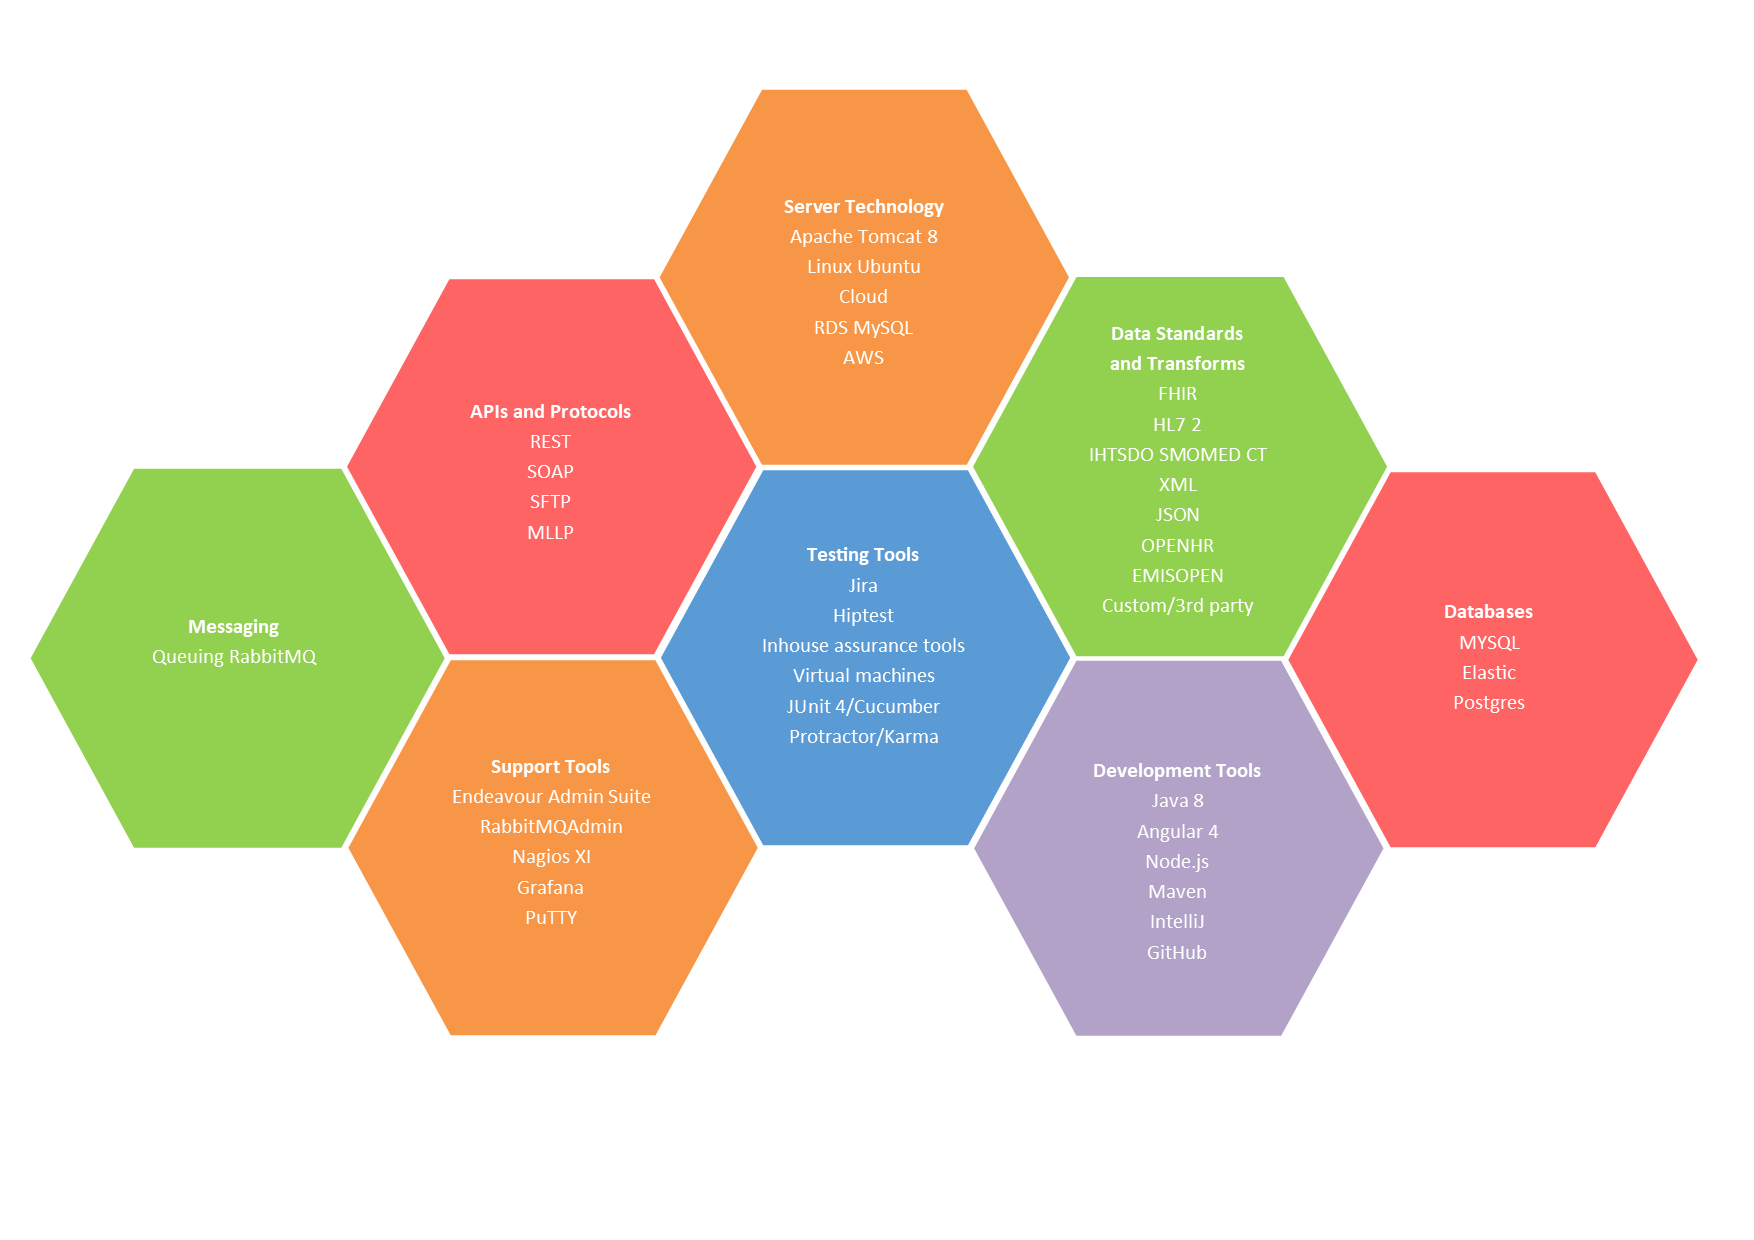 Server Technology
Apache Tomcat 8
Linux Ubuntu
Cloud
RDS MySQL
AWS
APIs and Protocols
REST
SOAP
SFTP
MLLP
Data Standards
and Transforms
FHIR
HL7 2
IHTSDO SMOMED CT
XML
JSON
OPENHR
EMISOPEN
Custom/3rd party
Messaging
Queuing RabbitMQ
Testing Tools
Jira
Hiptest
Inhouse assurance tools
Virtual machines
JUnit 4/Cucumber
Protractor/Karma
Databases
MYSQL
Elastic
Postgres
Support Tools
Endeavour Admin Suite
RabbitMQAdmin
Nagios XI
Grafana
PuTTY
Development Tools
Java 8
Angular 4
Node.js
Maven
IntelliJ
GitHub